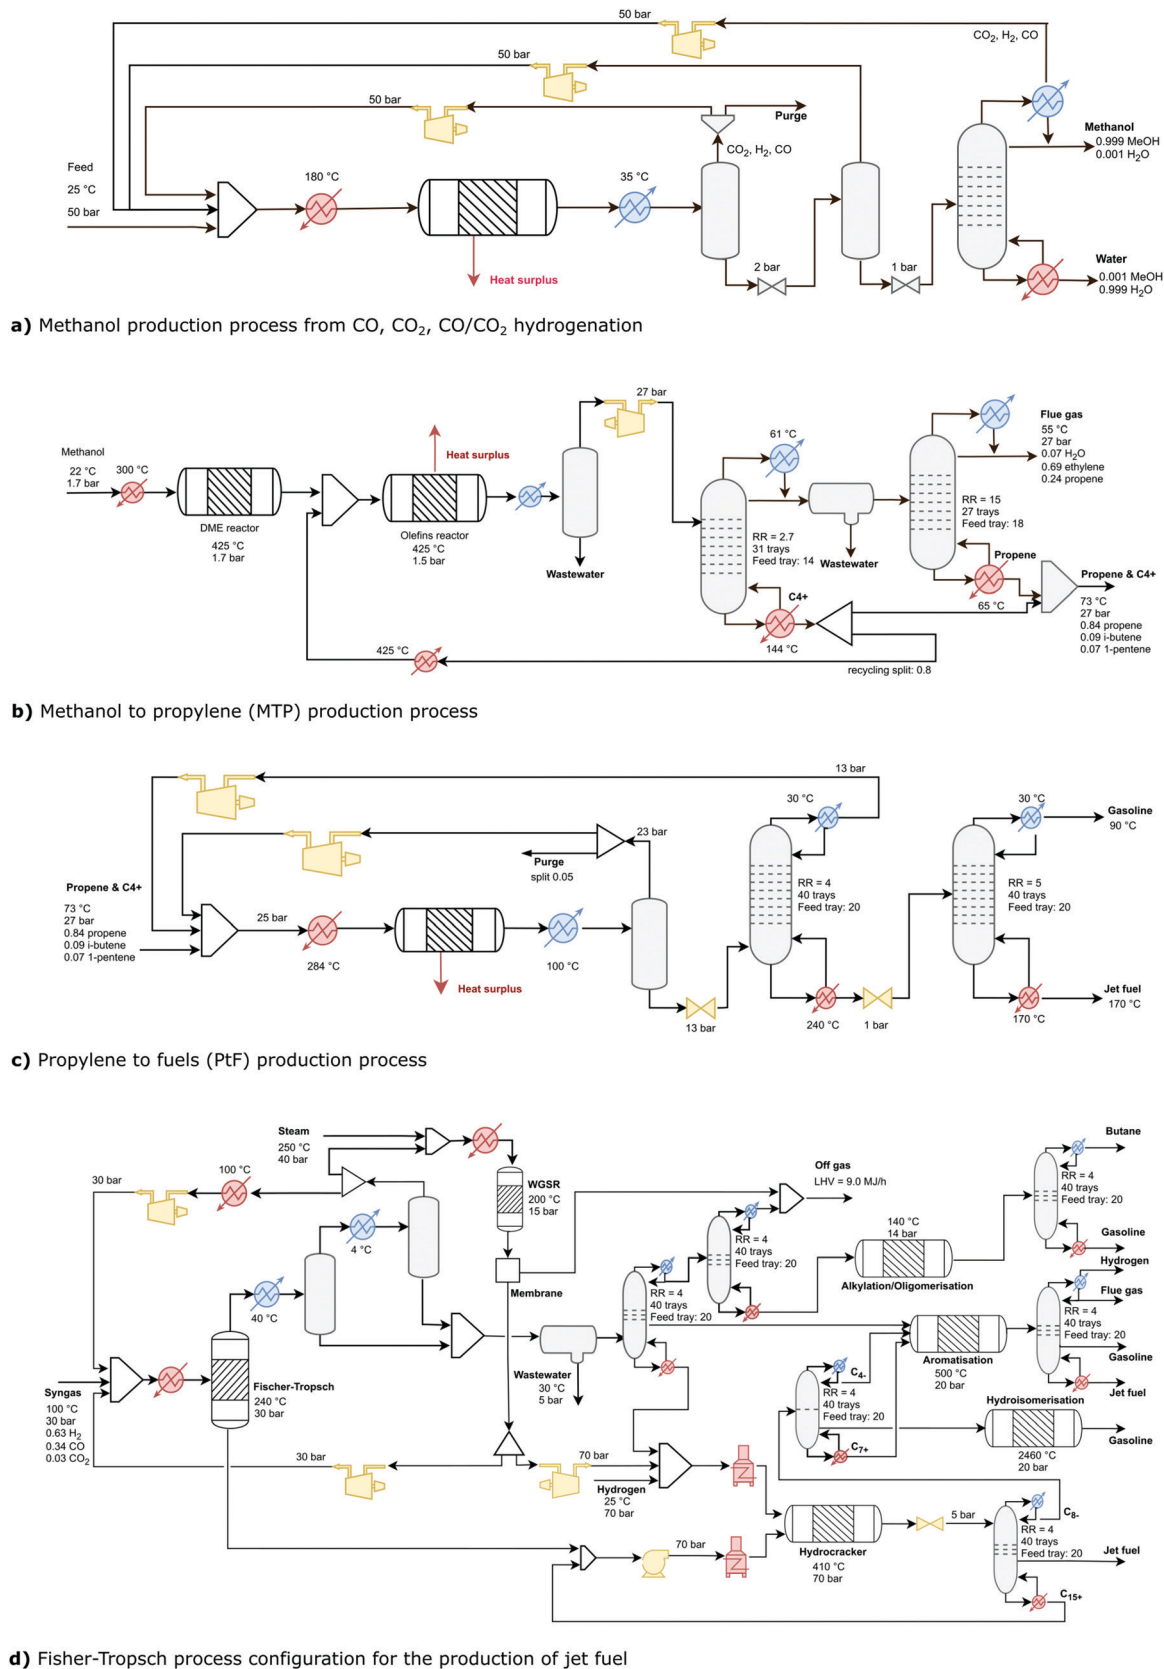 50 bar
CO₂, H₂, CO
50 bar
50 bar
Purge
CO₂, H₂, CO
Methanol
0.999 MeOH
0.001 H₂O
Feed
25 °C
50 bar
180 °C
35 °C
Heat surplus
2 bar
1 bar
Water
0.001 MeOH
0.999 H₂O
a) Methanol production process from CO, CO₂, CO/CO₂ hydrogenation
27 bar
Methanol
22 °C
1.7 bar
300 °C
DME reactor
425 °C
1.7 bar
Heat surplus
Olefins reactor
425 °C
1.5 bar
Wastewater
61 °C
RR = 2.7
31 trays
Feed tray: 14
Wastewater
C4+
144 °C
RR = 15
27 trays
Feed tray: 18
Flue gas
55 °C
27 bar
0.07 H₂O
0.69 ethylene
0.24 propene
Propene
65 °C
Propene & C4+
73 °C
27 bar
0.84 propene
0.09 i-butene
0.07 1-pentene
425 °C
recycling split: 0.8
b) Methanol to propylene (MTP) production process
13 bar
23 bar
Purge
split 0.05
Propene & C4+
73 °C
27 bar
0.84 propene
0.09 i-butene
0.07 1-pentene
25 bar
284 °C
Heat surplus
100 °C
13 bar
30 °C
RR = 4
40 trays
Feed tray: 20
240 °C
1 bar
30 °C
RR = 5
40 trays
Feed tray: 20
170 °C
Gasoline
90 °C
Jet fuel
170 °C
c) Propylene to fuels (PtF) production process
Steam
250 °C
40 bar
30 bar
100 °C
4 °C
40 °C
WGSR
200 °C
15 bar
Membrane
Off gas
LHV = 9.0 MJ/h
RR = 4
40 trays
Feed tray: 20
RR = 4
40 trays
Feed tray: 20
140 °C
14 bar
Alkylation/Oligomerisation
Butane
RR = 4
40 trays
Feed tray: 20
Gasoline
Hydrogen
Flue gas
RR = 4
40 trays
Feed tray: 20
Gasoline
Jet fuel
Aromatisation
500 °C
20 bar
Syngas
100 °C
30 bar
0.63 H₂
0.34 CO
0.03 CO₂
Fischer-Tropsch
240 °C
30 bar
Wastewater
30 °C
5 bar
C₄₋
RR = 4
40 trays
Feed tray: 20
C₇₊
Hydroisomerisation
2460 °C
20 bar
Gasoline
30 bar
70 bar
Hydrogen
25 °C
70 bar
70 bar
Hydrocracker
410 °C
70 bar
5 bar
C₈₋
RR = 4
40 trays
Feed tray: 20
Jet fuel
C₁₅₊
d) Fisher-Tropsch process configuration for the production of jet fuel